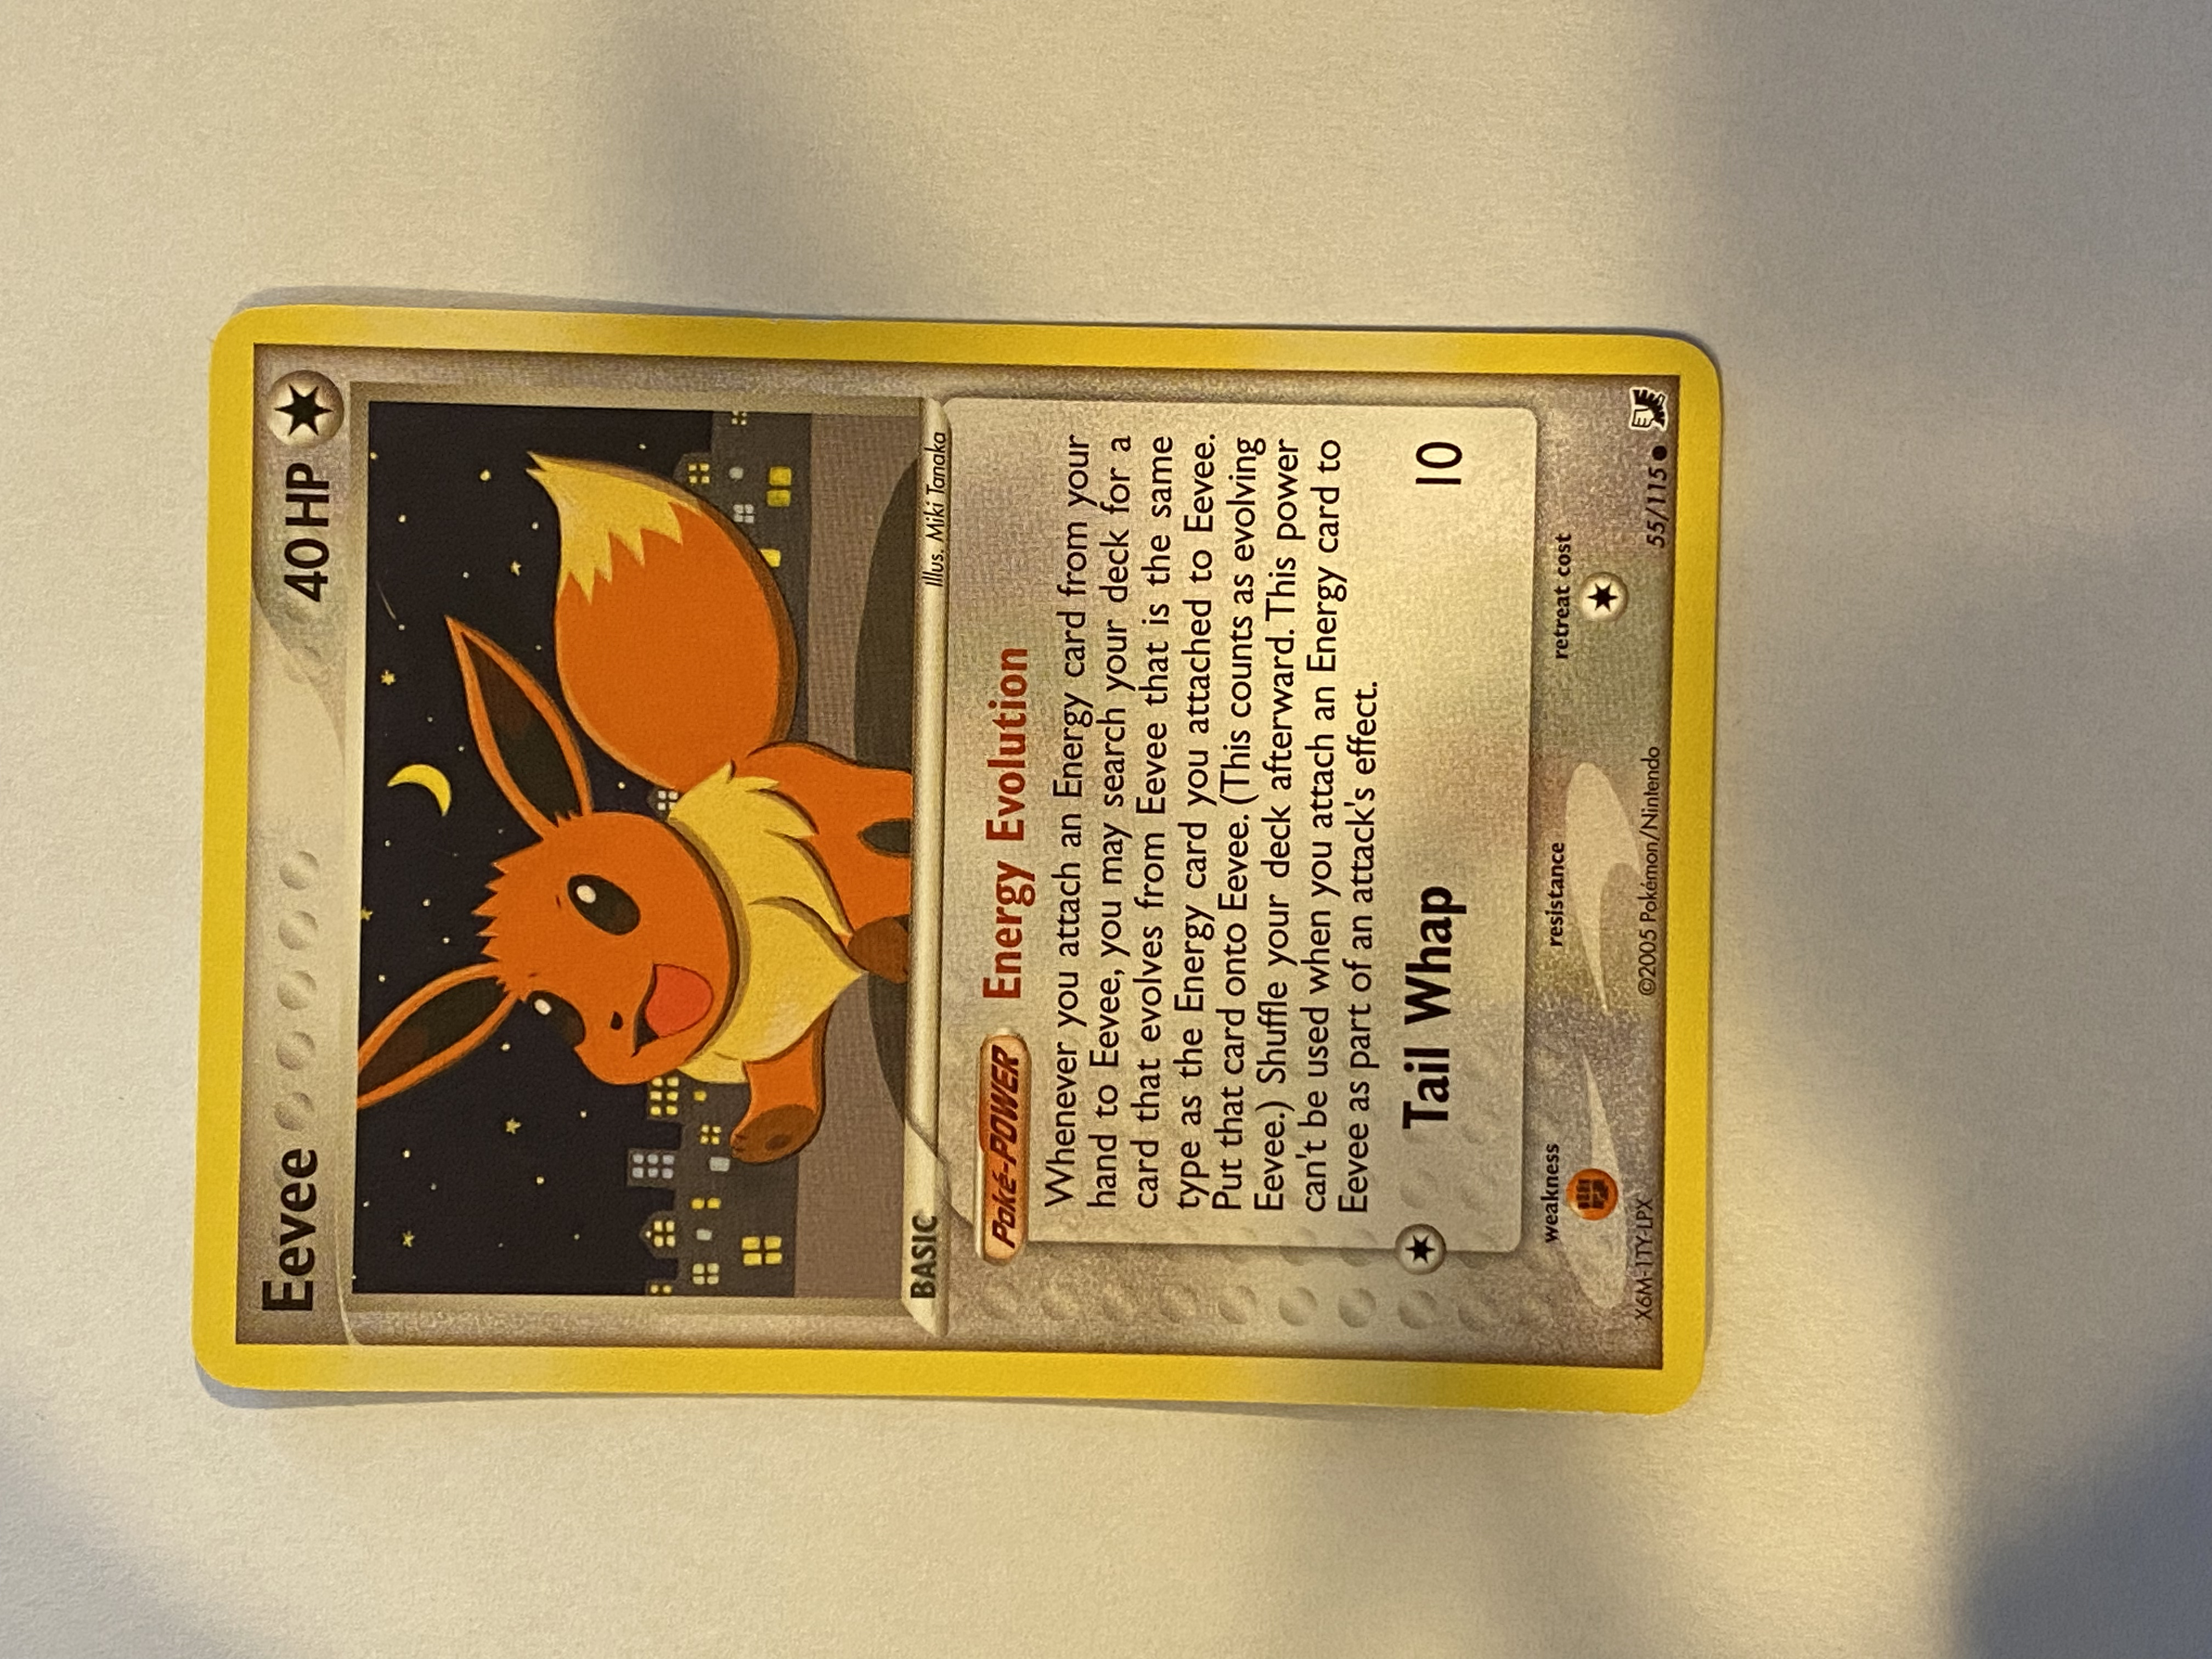 Eevee
40 HP
BASIC
Illus. Miki Tanaka
Poké-POWER Energy Evolution
Whenever you attach an Energy card from your
hand to Eevee, you may search your deck for a
card that evolves from Eevee that is the same
type as the Energy card you attached to Eevee.
Put that card onto Eevee. (This counts as evolving
Eevee.) Shuffle your deck afterward. This power
can't be used when you attach an Energy card to
Eevee as part of an attack's effect.
Tail Whap 10
weakness resistance retreat cost
X6M-1TY-LPX ©2005 Pokémon/Nintendo 55/115